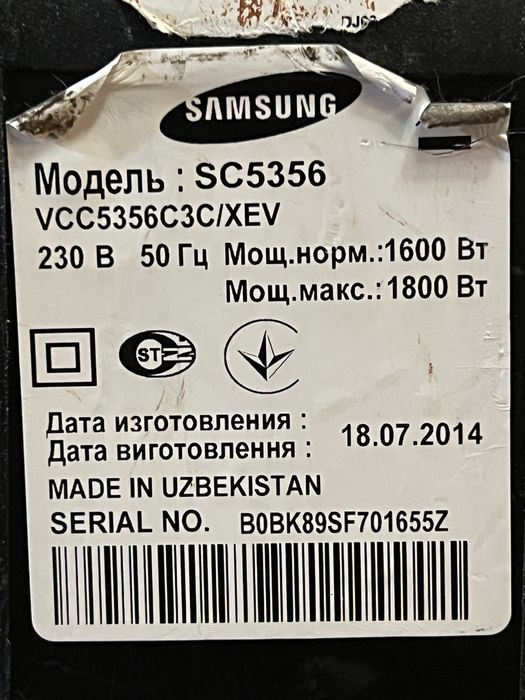 SAMSUNG
Модель : SC5356
VCC5356C3C/XEV
230 В 50 Гц Мощ.норм.:1600 Вт
Мощ.макс.:1800 Вт
ST
Дата изготовления :
Дата виготовлення : 18.07.2014
MADE IN UZBEKISTAN
SERIAL NO. B0BK89SF701655Z